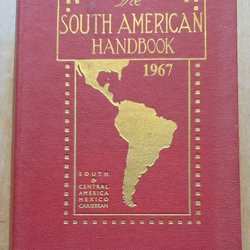 The
SOUTH AMERICAN
HANDBOOK
1967
SOUTH
&
CENTRAL
AMERICA
MEXICO
CARIBBEAN